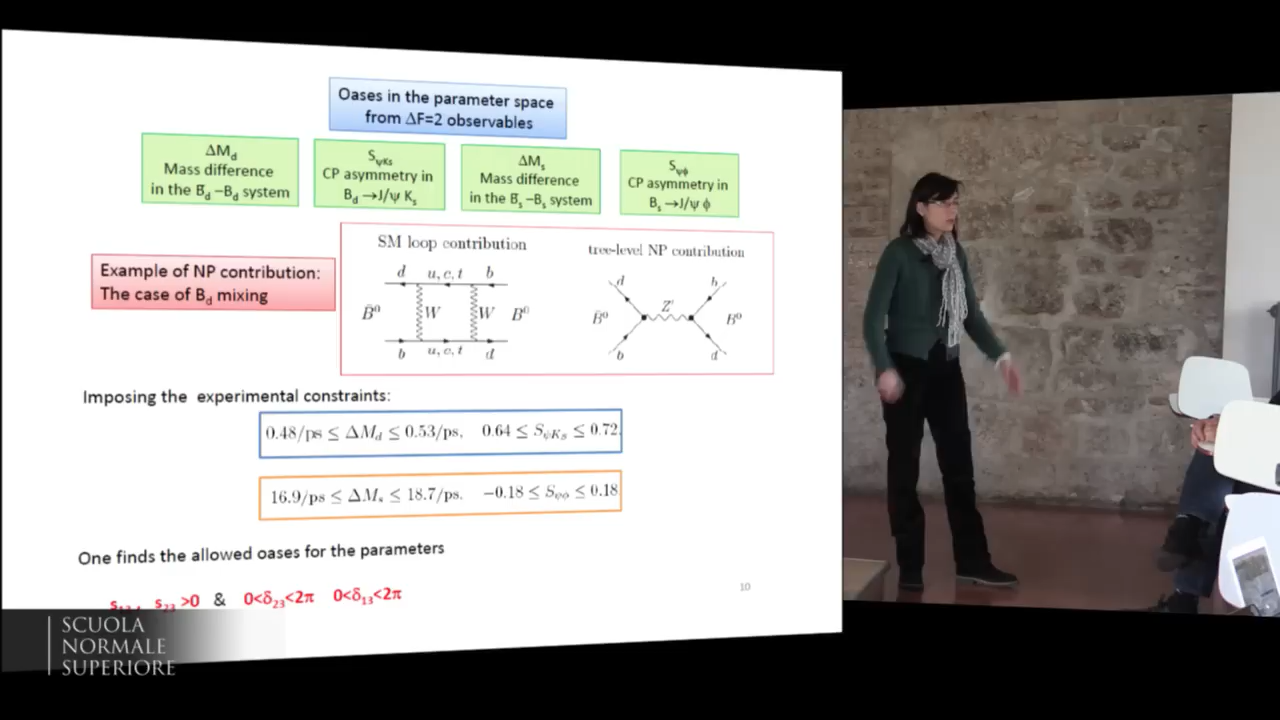 Oases in the parameter space
from ΔF=2 observables
ΔM_d
Mass difference
in the B̄_d –B_d system
S_ψKs
CP asymmetry in
B_d →J/ψ K_s
ΔM_s
Mass difference
in the B̄_s –B_s system
S_ψϕ
CP asymmetry in
B_s →J/ψ ϕ
Example of NP contribution:
The case of B_d mixing
SM loop contribution
d u, c, t b
B̄⁰ W W B⁰
b u, c, t d
tree-level NP contribution
d b
B̄⁰ Z' B⁰
b d
Imposing the experimental constraints:
0.48/ps ≤ ΔM_d ≤ 0.53/ps, 0.64 ≤ S_ψKs ≤ 0.72.
16.9/ps ≤ ΔM_s ≤ 18.7/ps, −0.18 ≤ S_ψϕ ≤ 0.18
One finds the allowed oases for the parameters
s_23 >0 & 0<δ_23<2π 0<δ_13<2π
10
SCUOLA
NORMALE
SUPERIORE